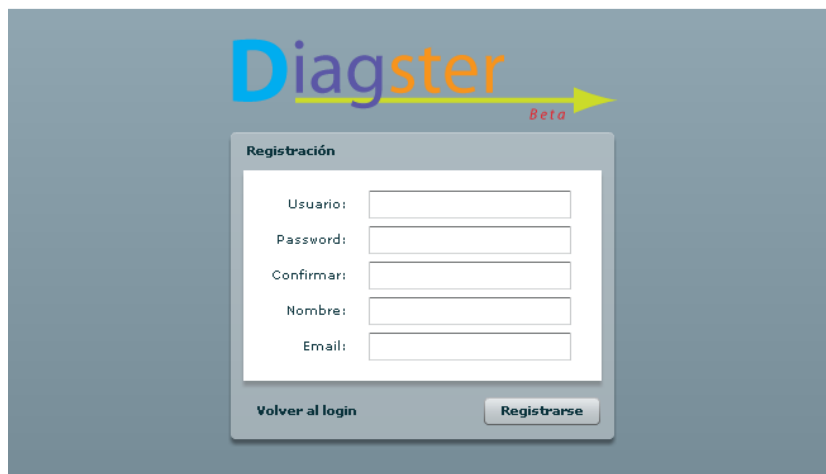 Diagster
Beta
Registración
Usuario:
Password:
Confirmar:
Nombre:
Email:
Volver al login Registrarse